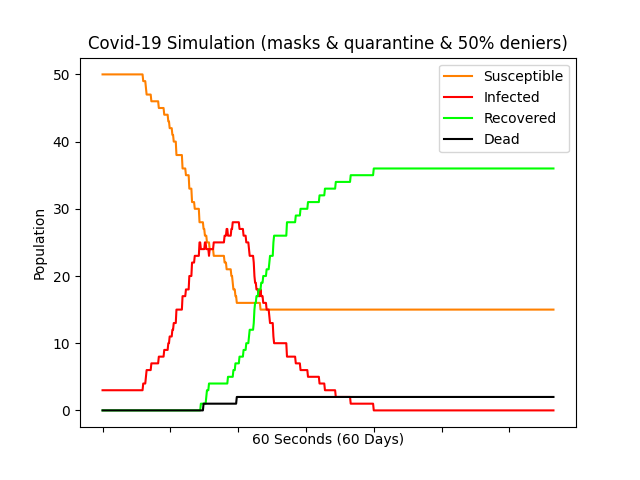 Covid-19 Simulation (masks & quarantine & 50% deniers)
Susceptible
Infected
Recovered
Dead
50
40
30
20
10
0
Population
60 Seconds (60 Days)